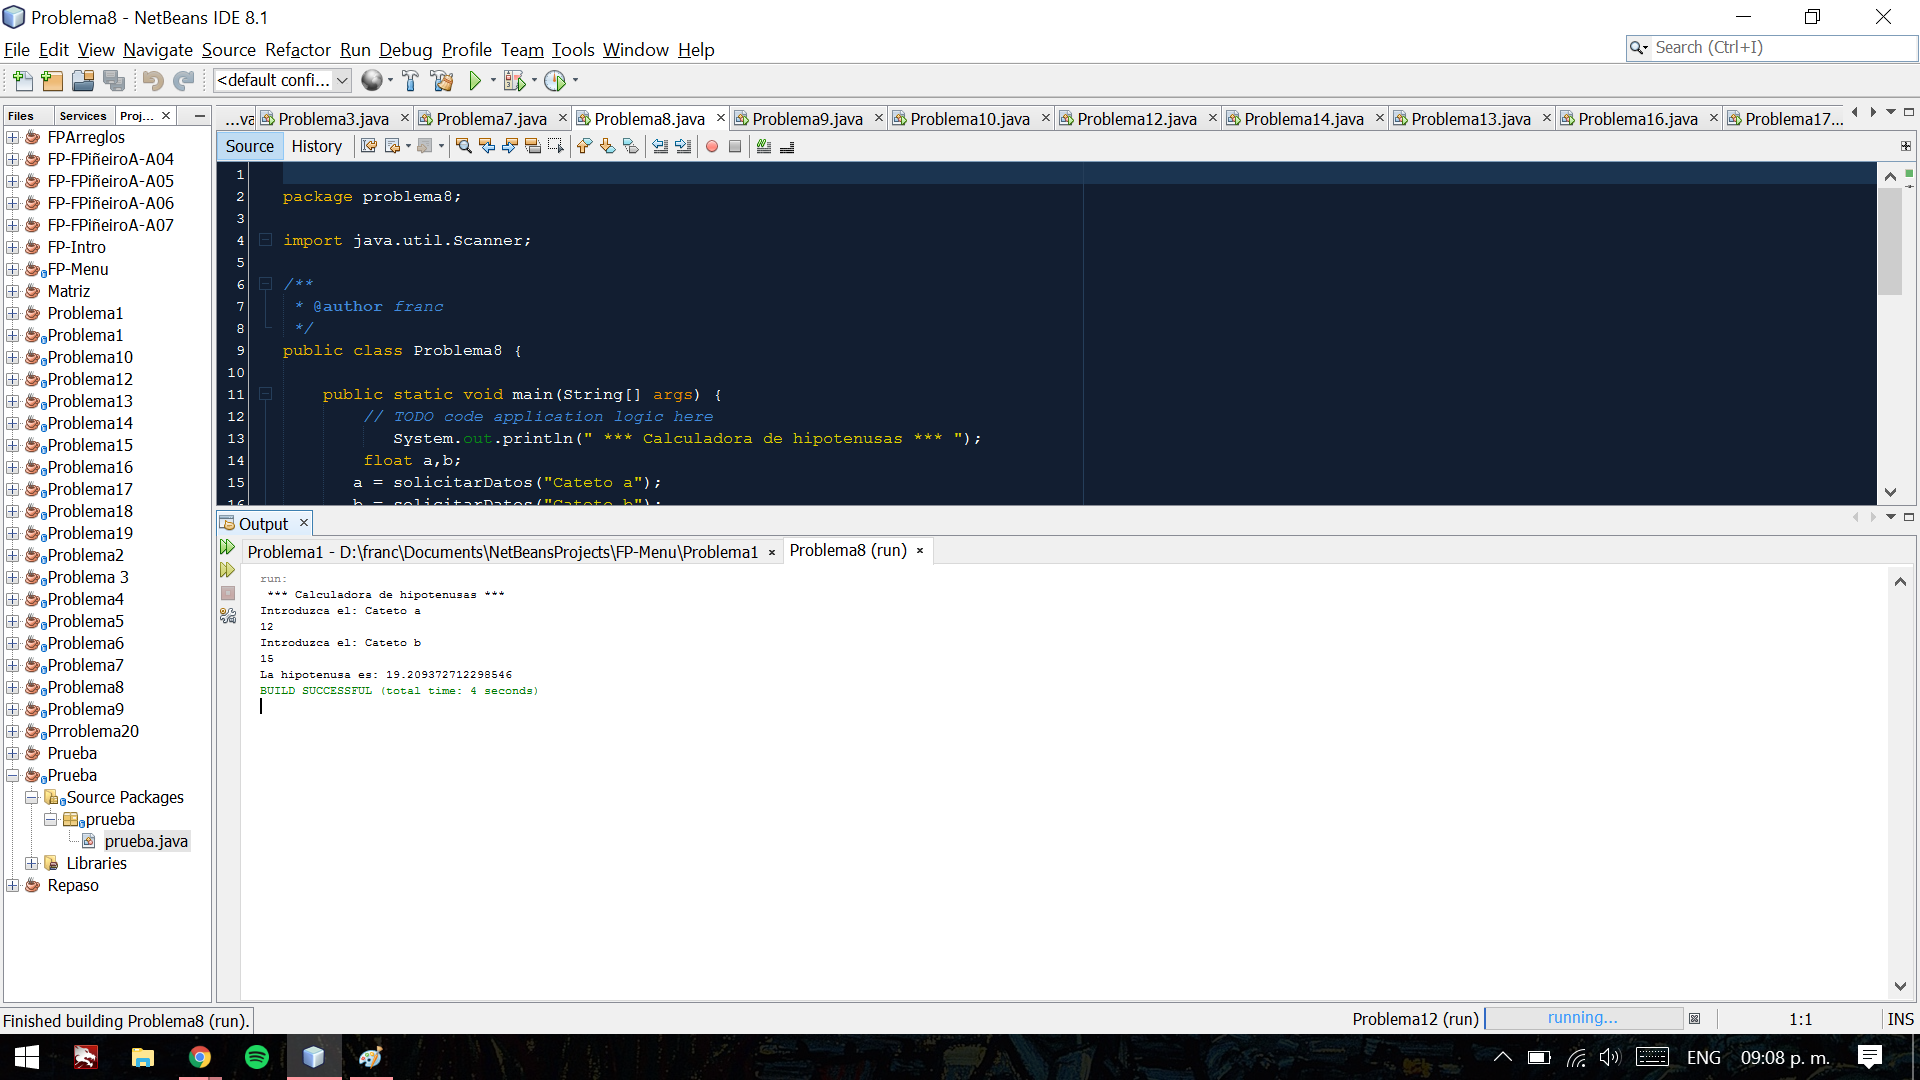 Problema8 - NetBeans IDE 8.1
File Edit View Navigate Source Refactor Run Debug Profile Team Tools Window Help
Search (Ctrl+I)
<default confi...
Files Services Proj...
...va Problema3.java Problema7.java Problema8.java Problema9.java Problema10.java Problema12.java Problema14.java Problema13.java Problema16.java Problema17...
Source History
FPArreglos
FP-FPiñeiroA-A04
FP-FPiñeiroA-A05
FP-FPiñeiroA-A06
FP-FPiñeiroA-A07
FP-Intro
FP-Menu
Matriz
Problema1
Problema1
Problema10
Problema12
Problema13
Problema14
Problema15
Problema16
Problema17
Problema18
Problema19
Problema2
Problema 3
Problema4
Problema5
Problema6
Problema7
Problema8
Problema9
Prroblema20
Prueba
Prueba
Source Packages
prueba
prueba.java
Libraries
Repaso
1
2 package problema8;
3
4 import java.util.Scanner;
5
6 /**
7 * @author franc
8 */
9 public class Problema8 {
10
11 public static void main(String[] args) {
12 // TODO code application logic here
13 System.out.println(" *** Calculadora de hipotenusas *** ");
14 float a,b;
15 a = solicitarDatos("Cateto a");
16 b = solicitarDatos("Cateto b");
Output
Problema1 - D:\franc\Documents\NetBeansProjects\FP-Menu\Problema1 Problema8 (run)
run:
*** Calculadora de hipotenusas ***
Introduzca el: Cateto a
12
Introduzca el: Cateto b
15
La hipotenusa es: 19.209372712298546
BUILD SUCCESSFUL (total time: 4 seconds)
Finished building Problema8 (run). Problema12 (run) running... 1:1 INS
ENG 09:08 p. m.